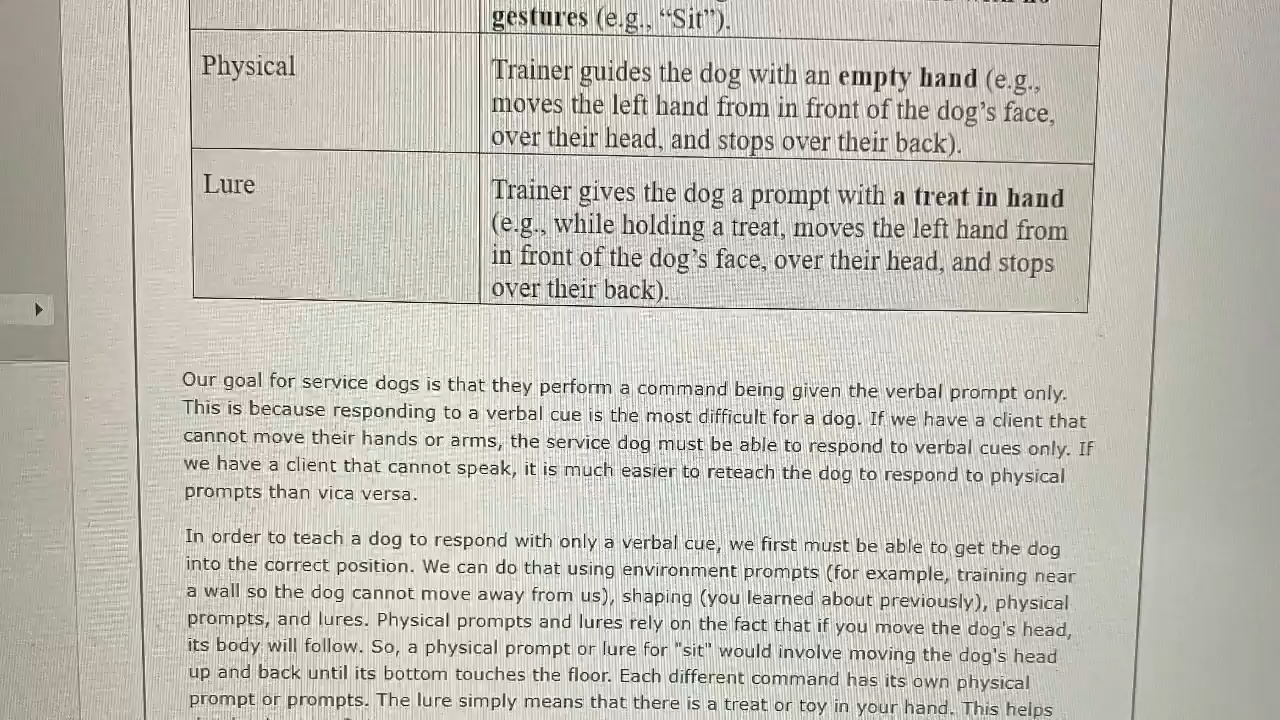 gestures (e.g., “Sit”).
Physical
Trainer guides the dog with an empty hand (e.g.,
moves the left hand from in front of the dog’s face,
over their head, and stops over their back).
Lure
Trainer gives the dog a prompt with a treat in hand
(e.g., while holding a treat, moves the left hand from
in front of the dog’s face, over their head, and stops
over their back).
Our goal for service dogs is that they perform a command being given the verbal prompt only.
This is because responding to a verbal cue is the most difficult for a dog. If we have a client that
cannot move their hands or arms, the service dog must be able to respond to verbal cues only. If
we have a client that cannot speak, it is much easier to reteach the dog to respond to physical
prompts than vica versa.
In order to teach a dog to respond with only a verbal cue, we first must be able to get the dog
into the correct position. We can do that using environment prompts (for example, training near
a wall so the dog cannot move away from us), shaping (you learned about previously), physical
prompts, and lures. Physical prompts and lures rely on the fact that if you move the dog's head,
its body will follow. So, a physical prompt or lure for "sit" would involve moving the dog's head
up and back until its bottom touches the floor. Each different command has its own physical
prompt or prompts. The lure simply means that there is a treat or toy in your hand. This helps